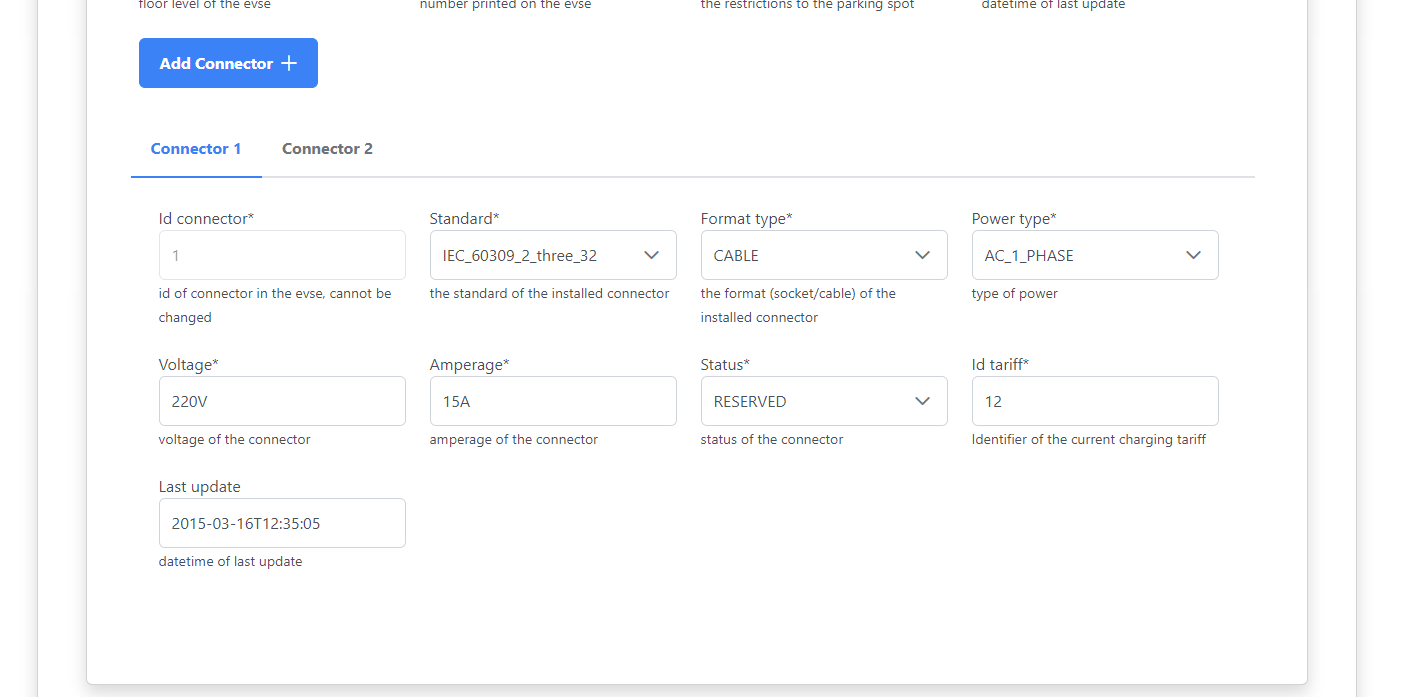 floor level of the evse
number printed on the evse
the restrictions to the parking spot
datetime of last update
Add Connector
Connector 1
Connector 2
Id connector*
Standard*
Format type*
Power type*
1
IEC_60309_2_three_32
CABLE
AC_1_PHASE
id of connector in the evse, cannot be
changed
the standard of the installed connector
the format (socket/cable) of the
installed connector
type of power
Voltage*
Amperage*
Status*
Id tariff*
220V
15A
RESERVED
12
voltage of the connector
amperage of the connector
status of the connector
Identifier of the current charging tariff
Last update
2015-03-16T12:35:05
datetime of last update